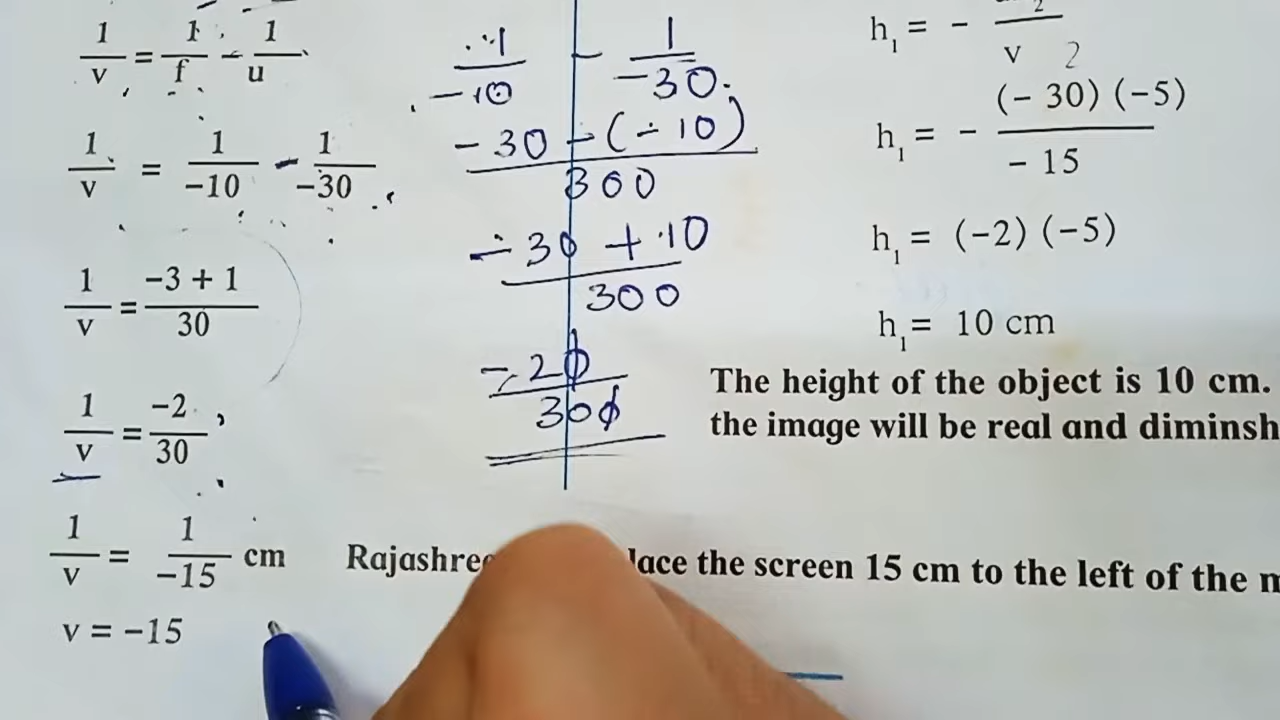 1/v = 1/f - 1/u
1/v = 1/-10 - 1/-30
1/v = -3 + 1/30
1/v = -2/30
1/v = 1/-15 cm
v = -15
1/-10 - 1/-30
-30 - (-10)/300
-30 + 10/300
-20/300
h₁ = - 2/v 2
h₁ = - (- 30) (-5)/- 15
h₁ = (-2) (-5)
h₁ = 10 cm
The height of the object is 10 cm.
the image will be real and diminsh
lace the screen 15 cm to the left of the